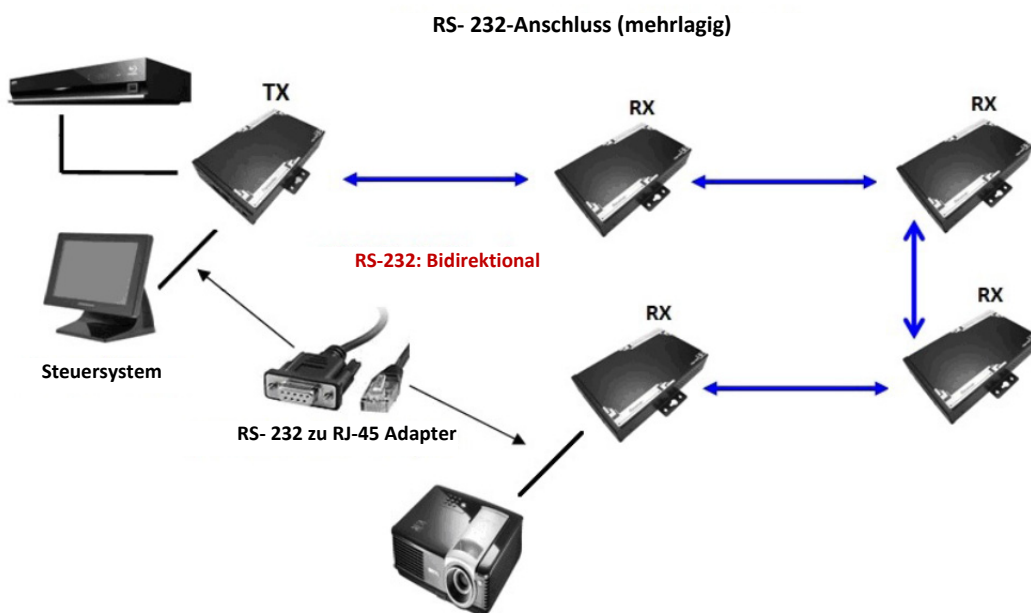 RS- 232-Anschluss (mehrlagig)
TX
RX
RX
RS-232: Bidirektional
RX
RX
Steuersystem
RS- 232 zu RJ-45 Adapter